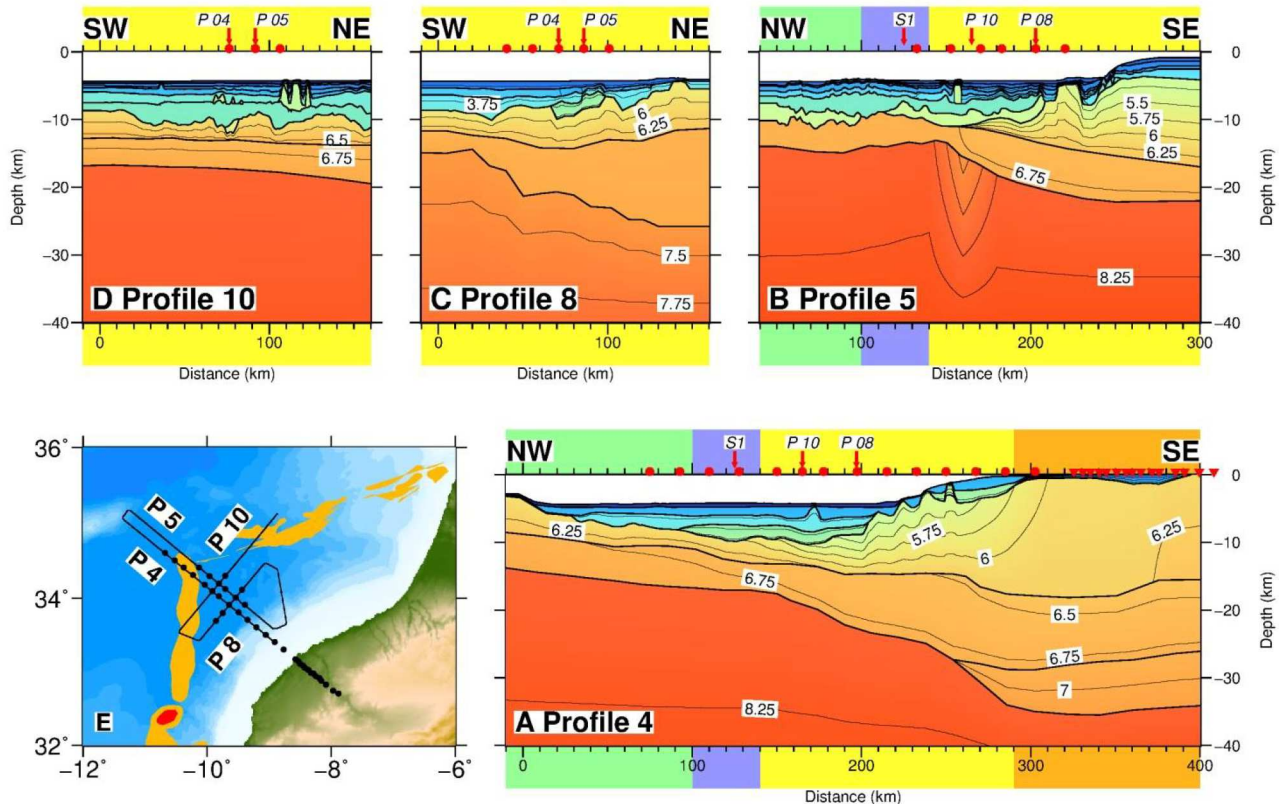 P 04 P 05
SW NE
0
-10
-20
-30
-40
6.5
6.75
D Profile 10
0 100
Distance (km)
Depth (km)
P 04 P 05
SW NE
3.75
6
6.25
7.5
7.75
C Profile 8
0 100
Distance (km)
S1 P 10 P 08
NW SE
0
-10
-20
-30
-40
5.5
5.75
6
6.25
6.75
8.25
B Profile 5
100 200 300
Distance (km)
Depth (km)
36°
34°
32°
P 5
P 10
P 4
P 8
E
-12 -10 -8 -6
S1 P 10 P 08
NW SE
0
-10
-20
-30
-40
6.25
5.75
6
6.25
6.75
6.5
6.75
7
8.25
A Profile 4
0 100 200 300 400
Distance (km)
Depth (km)